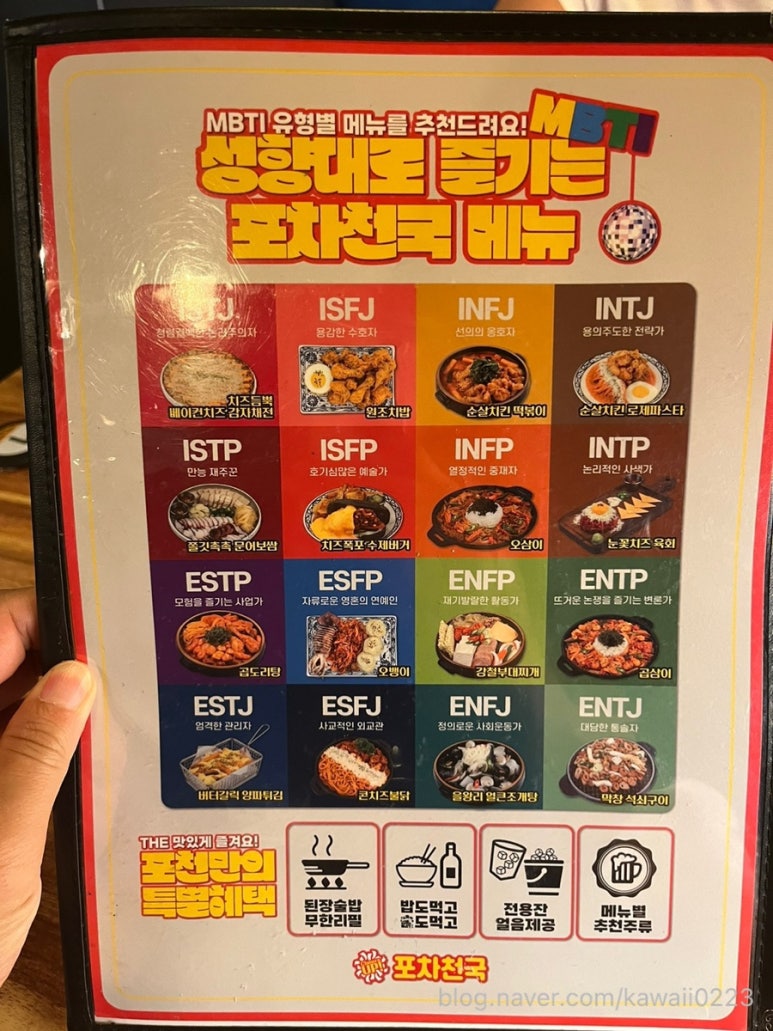 MBTI 유형별 메뉴를 추천드려요!
MBTI
성향대로 즐기는
포차천국 메뉴
ISTJ
청렴결백한 논리주의자
치즈듬뿍
베이컨치즈 감자채전
ISFJ
용감한 수호자
원조치밥
INFJ
선의의 옹호자
순살치킨 떡볶이
INTJ
용의주도한 전략가
순살치킨 로제파스타
ISTP
만능 재주꾼
쫄깃촉촉 문어보쌈
ISFP
호기심많은 예술가
치즈폭포 수제버거
INFP
열정적인 중재자
오삼이
INTP
논리적인 사색가
눈꽃치즈 육회
ESTP
모험을 즐기는 사업가
곱도리탕
ESFP
자유로운 영혼의 연예인
오뱅이
ENFP
재기발랄한 활동가
강철부대찌개
ENTP
뜨거운 논쟁을 즐기는 변론가
곱삼이
ESTJ
엄격한 관리자
버터갈릭 양파튀김
ESFJ
사교적인 외교관
콘치즈불닭
ENFJ
정의로운 사회운동가
을왕리 얼큰조개탕
ENTJ
대담한 통솔자
막창 석쇠구이
THE 맛있게 즐겨요!
포천만의
특별혜택
된장술밥
무한리필
밥도먹고
술도먹고
전용잔
얼음제공
메뉴별
추천주류
UP!
포차천국
blog.naver.com/kawaii0223